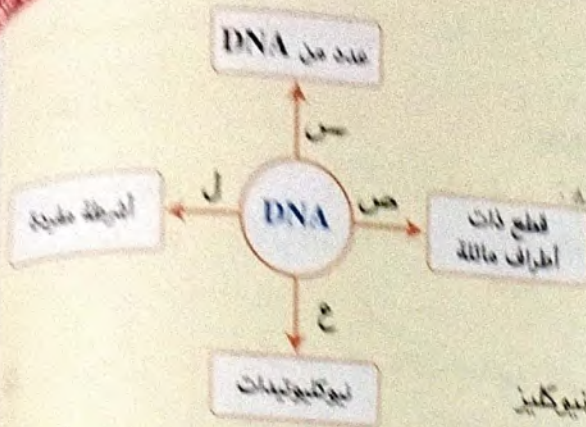 عدد من DNA
س
أشرطة مفردة
ل
DNA
ص
قطع ذات
أطراف مائلة
ع
نيوكليوتيدات
نيوكليز